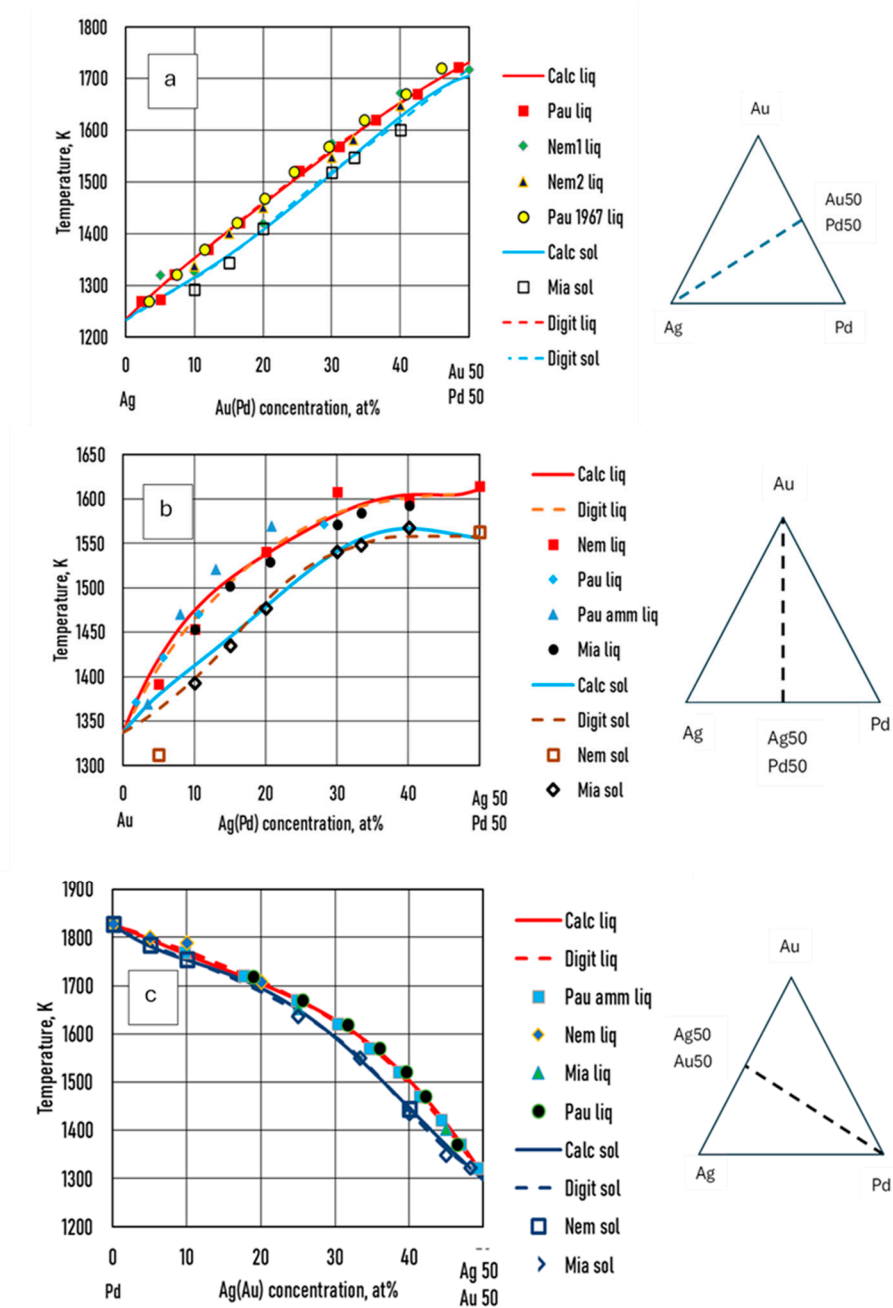 a
1800
1700
1600
1500
1400
1300
1200
Temperature, K
0
10
20
30
40
Au 50
Pd 50
Ag
Au(Pd) concentration, at%
Calc liq
Pau liq
Nem1 liq
Nem2 liq
Pau 1967 liq
Calc sol
Mia sol
Digit liq
Digit sol
Au
Au50
Pd50
Ag
Pd
b
1650
1600
1550
1500
1450
1400
1350
1300
Temperature, K
0
10
20
30
40
Ag 50
Pd 50
Au
Ag(Pd) concentration, at%
Calc liq
Digit liq
Nem liq
Pau liq
Pau amm liq
Mia liq
Calc sol
Digit sol
Nem sol
Mia sol
Au
Ag
Ag50
Pd50
Pd
c
1900
1800
1700
1600
1500
1400
1300
1200
Temperature, K
0
10
20
30
40
Ag 50
Au 50
Pd
Ag(Au) concentration, at%
Calc liq
Digit liq
Pau amm liq
Nem liq
Mia liq
Pau liq
Calc sol
Digit sol
Nem sol
Mia sol
Au
Ag50
Au50
Ag
Pd